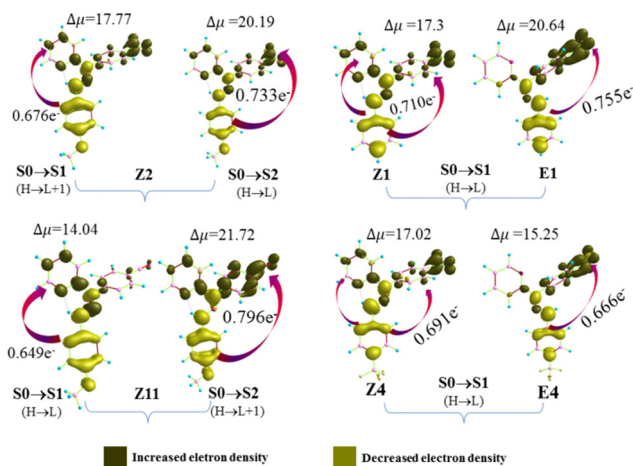 Δμ=17.77
Δμ=20.19
0.676e⁻
0.733e⁻
S0→S1
Z2
S0→S2
(H→L+1)
(H→L)
Δμ=17.3
Δμ=20.64
0.710e⁻
0.755e⁻
Z1
S0→S1
E1
(H→L)
Δμ=14.04
Δμ=21.72
0.649e⁻
0.796e⁻
S0→S1
Z11
S0→S2
(H→L)
(H→L+1)
Δμ=17.02
Δμ=15.25
0.691e⁻
0.666e⁻
Z4
S0→S1
E4
(H→L)
Increased eletron density
Decreased electron density